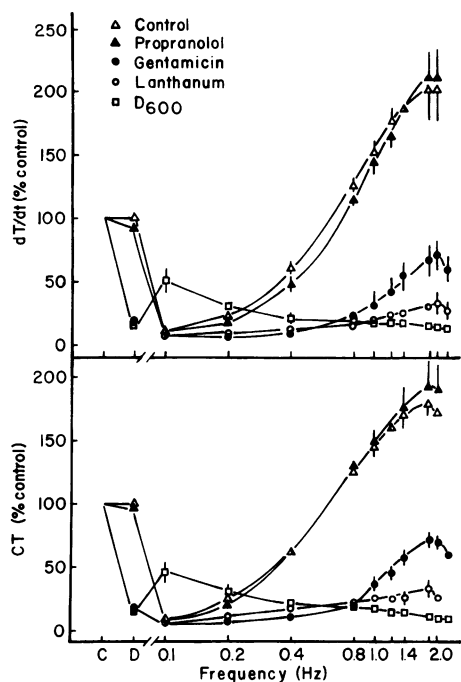 250
200
150
100
50
0
dT/dt (% control)
Control
Propranolol
Gentamicin
Lanthanum
D600
200
150
100
50
0
CT (% control)
C D 0.1 0.2 0.4 0.8 1.0 1.4 2.0
Frequency (Hz)